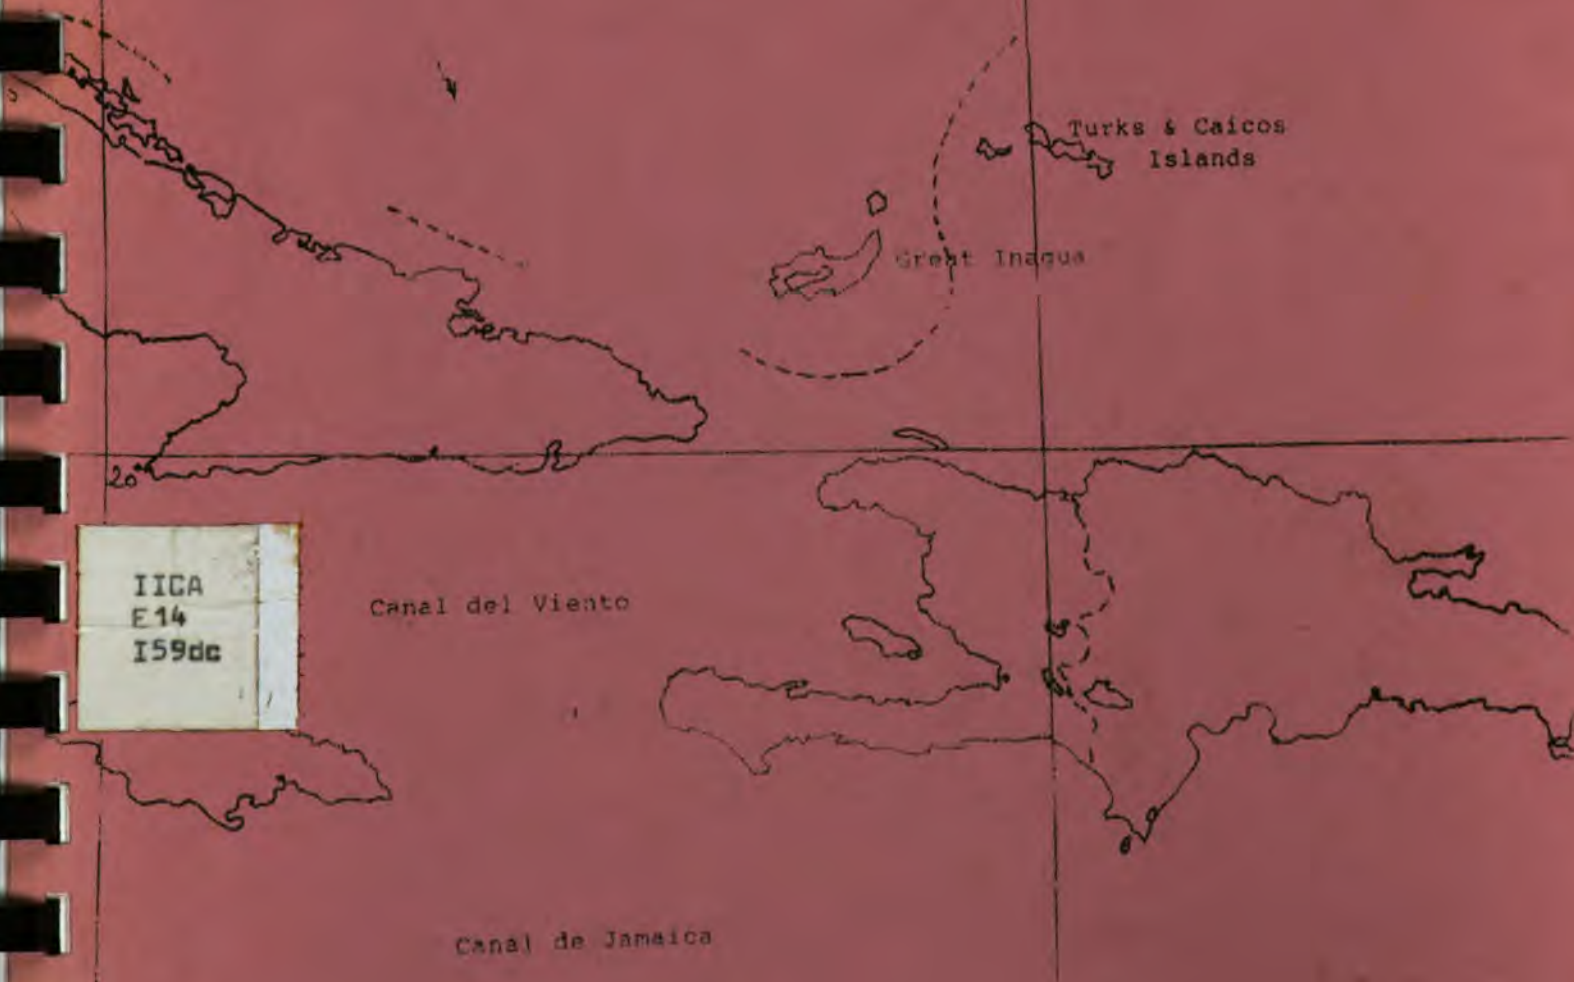 Turks & Caicos
Islands
Great Inagua
20
IICA
E14
I59dc
Canal del Viento
Canal de Jamaica